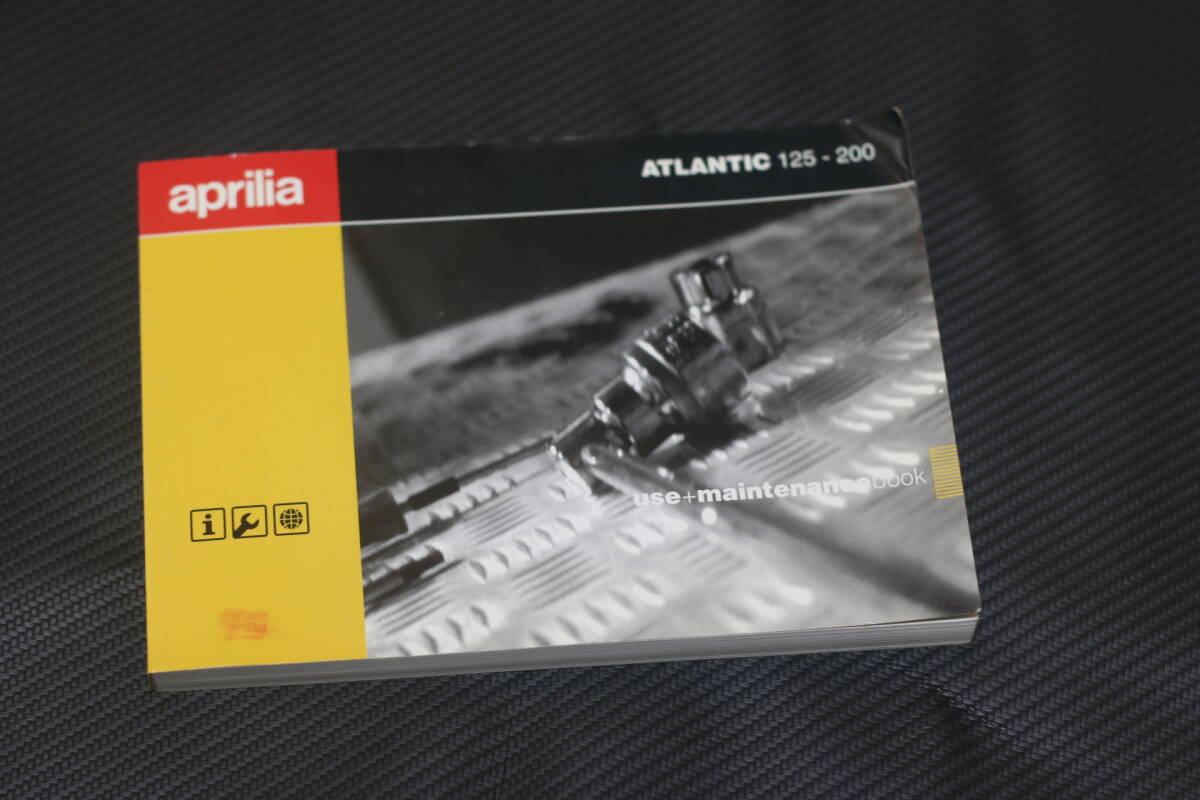 aprilia
ATLANTIC 125 - 200
use+maintenancebook
i